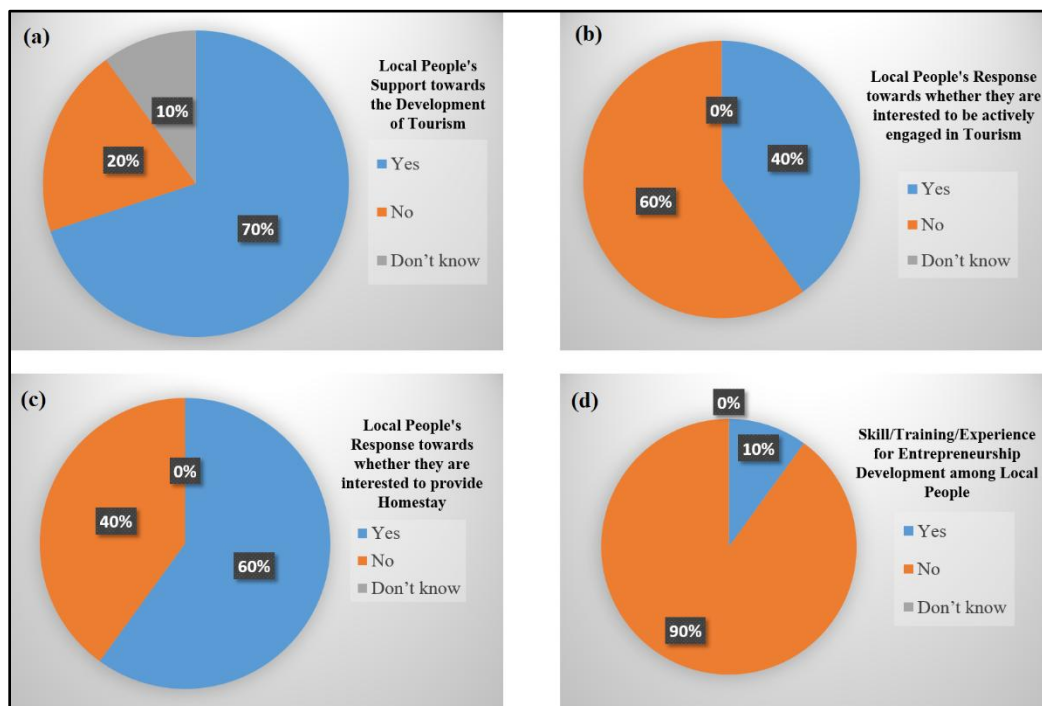 (a)
Local People's
Support towards
the Development
of Tourism
10%
20%
70%
Yes
No
Don't know
(b)
Local People's Response
towards whether they are
interested to be actively
engaged in Tourism
0%
40%
60%
Yes
No
Don't know
(c)
Local People's
Response towards
whether they are
interested to provide
Homestay
0%
40%
60%
Yes
No
Don't know
(d)
Skill/Training/Experience
for Entrepreneurship
Development among Local
People
0%
10%
90%
Yes
No
Don't know